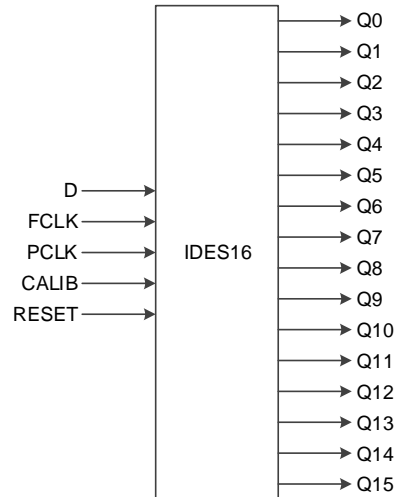 Q0
Q1
Q2
Q3
Q4
Q5
D
Q6
FCLK
Q7
PCLK
IDES16
Q8
CALIB
Q9
RESET
Q10
Q11
Q12
Q13
Q14
Q15